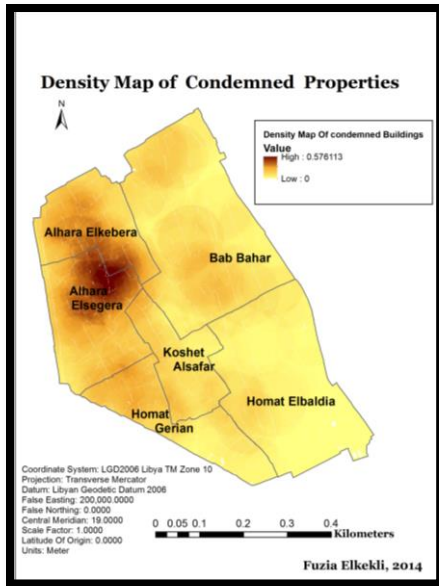 Density Map of Condemned Properties
N
Density Map Of condemned Buildings
Value
High : 0.576113
Low : 0
Alhara Elkebera
Bab Bahar
Alhara
Elsegera
Koshet
Alsafar
Homat Elbaldia
Homat
Gerian
Coordinate System: LGD2006 Libya TM Zone 10
Projection: Transverse Mercator
Datum: Libyan Geodetic Datum 2006
False Easting: 200,000.0000
False Northing: 0.0000
Central Meridian: 19.0000
Scale Factor: 1.0000
Latitude Of Origin: 0.0000
Units: Meter
0 0.05 0.1 0.2 0.3 0.4
Kilometers
Fuzia Elkekli, 2014